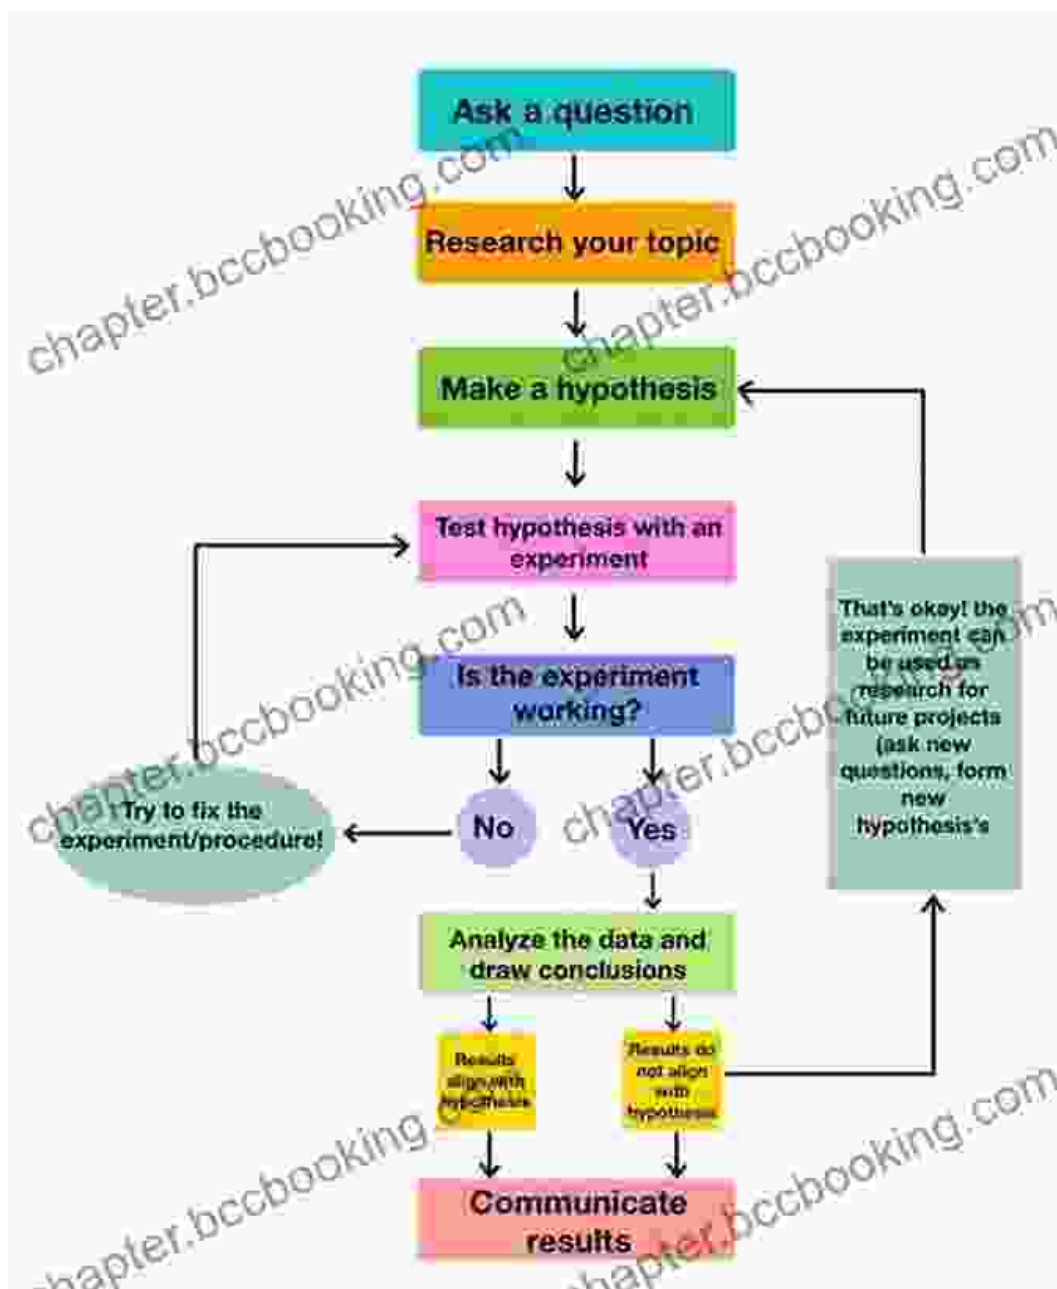 Ask a question
Research your topic
Make a hypothesis
Test hypothesis with an
experiment
Is the experiment
working?
No
Yes
Try to fix the
experiment/procedure!
That's okay! the
experiment can
be used as
research for
future projects
(ask new
questions, form
new
hypothesis's
Analyze the data and
draw conclusions
Results
align with
hypothesis
Results do
not align
with
hypothesis
Communicate
results
chapter.bccbooking.com
chapter.bccbooking.com
chapter.bccbooking.com
chapter.bccbooking.com
chapter.bccbooking.com
chapter.bccbooking.com